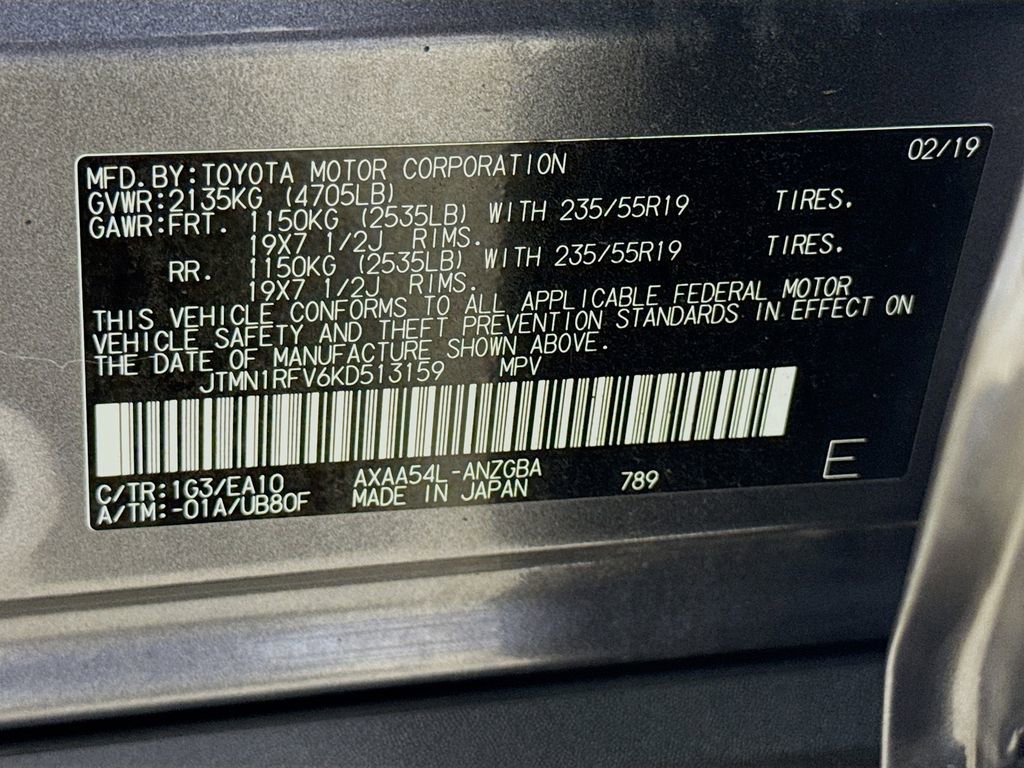 02/19
MFD. BY: TOYOTA MOTOR CORPORATION
GVWR: 2135KG (4705LB)
GAWR: FRT. 1150KG (2535LB) WITH 235/55R19 TIRES.
19X7 1/2J RIMS.
RR. 1150KG (2535LB) WITH 235/55R19 TIRES.
19X7 1/2J RIMS.
THIS VEHICLE CONFORMS TO ALL APPLICABLE FEDERAL MOTOR
VEHICLE SAFETY AND THEFT PREVENTION STANDARDS IN EFFECT ON
THE DATE OF MANUFACTURE SHOWN ABOVE.
JTMN1RFV6KD513159 MPV
C/TR: 1G3/EA10 AXAA54L-ANZGBA 789 E
A/TM: -01A/UB80F MADE IN JAPAN